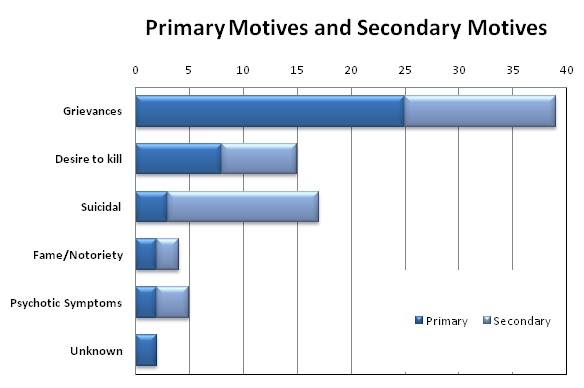 Primary Motives and Secondary Motives
0 5 10 15 20 25 30 35 40
Grievances
Desire to kill
Suicidal
Fame/Notoriety
Psychotic Symptoms
Primary Secondary
Unknown